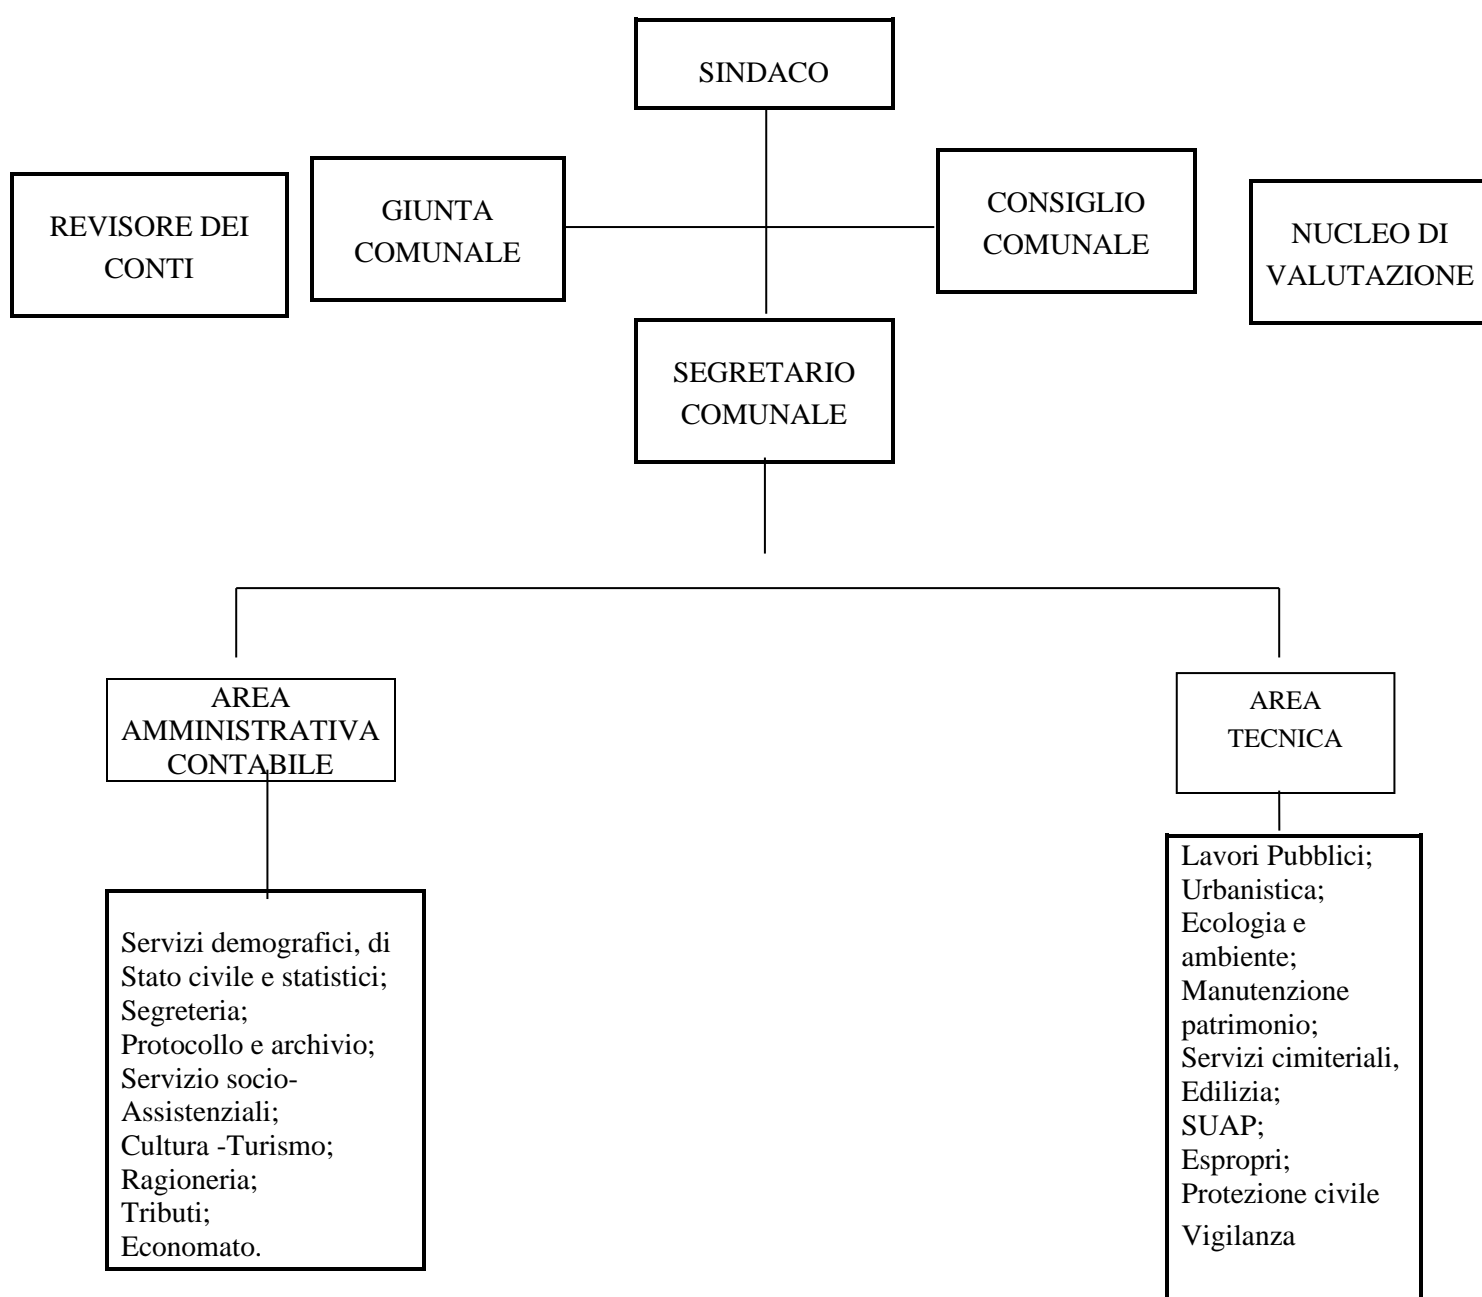 SINDACO
REVISORE DEI
CONTI
GIUNTA
COMUNALE
CONSIGLIO
COMUNALE
NUCLEO DI
VALUTAZIONE
SEGRETARIO
COMUNALE
AREA
AMMINISTRATIVA
CONTABILE
AREA
TECNICA
Servizi demografici, di
Stato civile e statistici;
Segreteria;
Protocollo e archivio;
Servizio socio-
Assistenziali;
Cultura -Turismo;
Ragioneria;
Tributi;
Economato.
Lavori Pubblici;
Urbanistica;
Ecologia e
ambiente;
Manutenzione
patrimonio;
Servizi cimiteriali,
Edilizia;
SUAP;
Espropri;
Protezione civile
Vigilanza